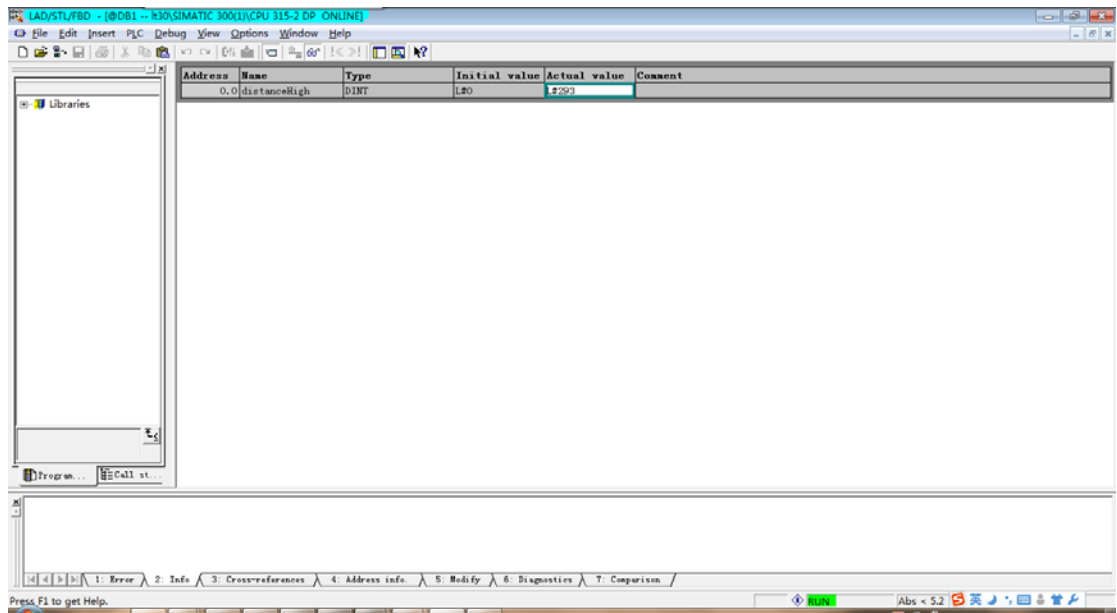 LAD/STL/FBD - [@DB1 -- lt30\SIMATIC 300(1)\CPU 315-2 DP ONLINE]
File Edit Insert PLC Debug View Options Window Help
Address Name Type Initial value Actual value Comment
0.0 distanceHigh DINT L#0 L#293
Libraries
Program... Call st...
1: Error 2: Info 3: Cross-references 4: Address info. 5: Modify 6: Diagnostics 7: Comparison
Press F1 to get Help. RUN Abs < 5.2 英